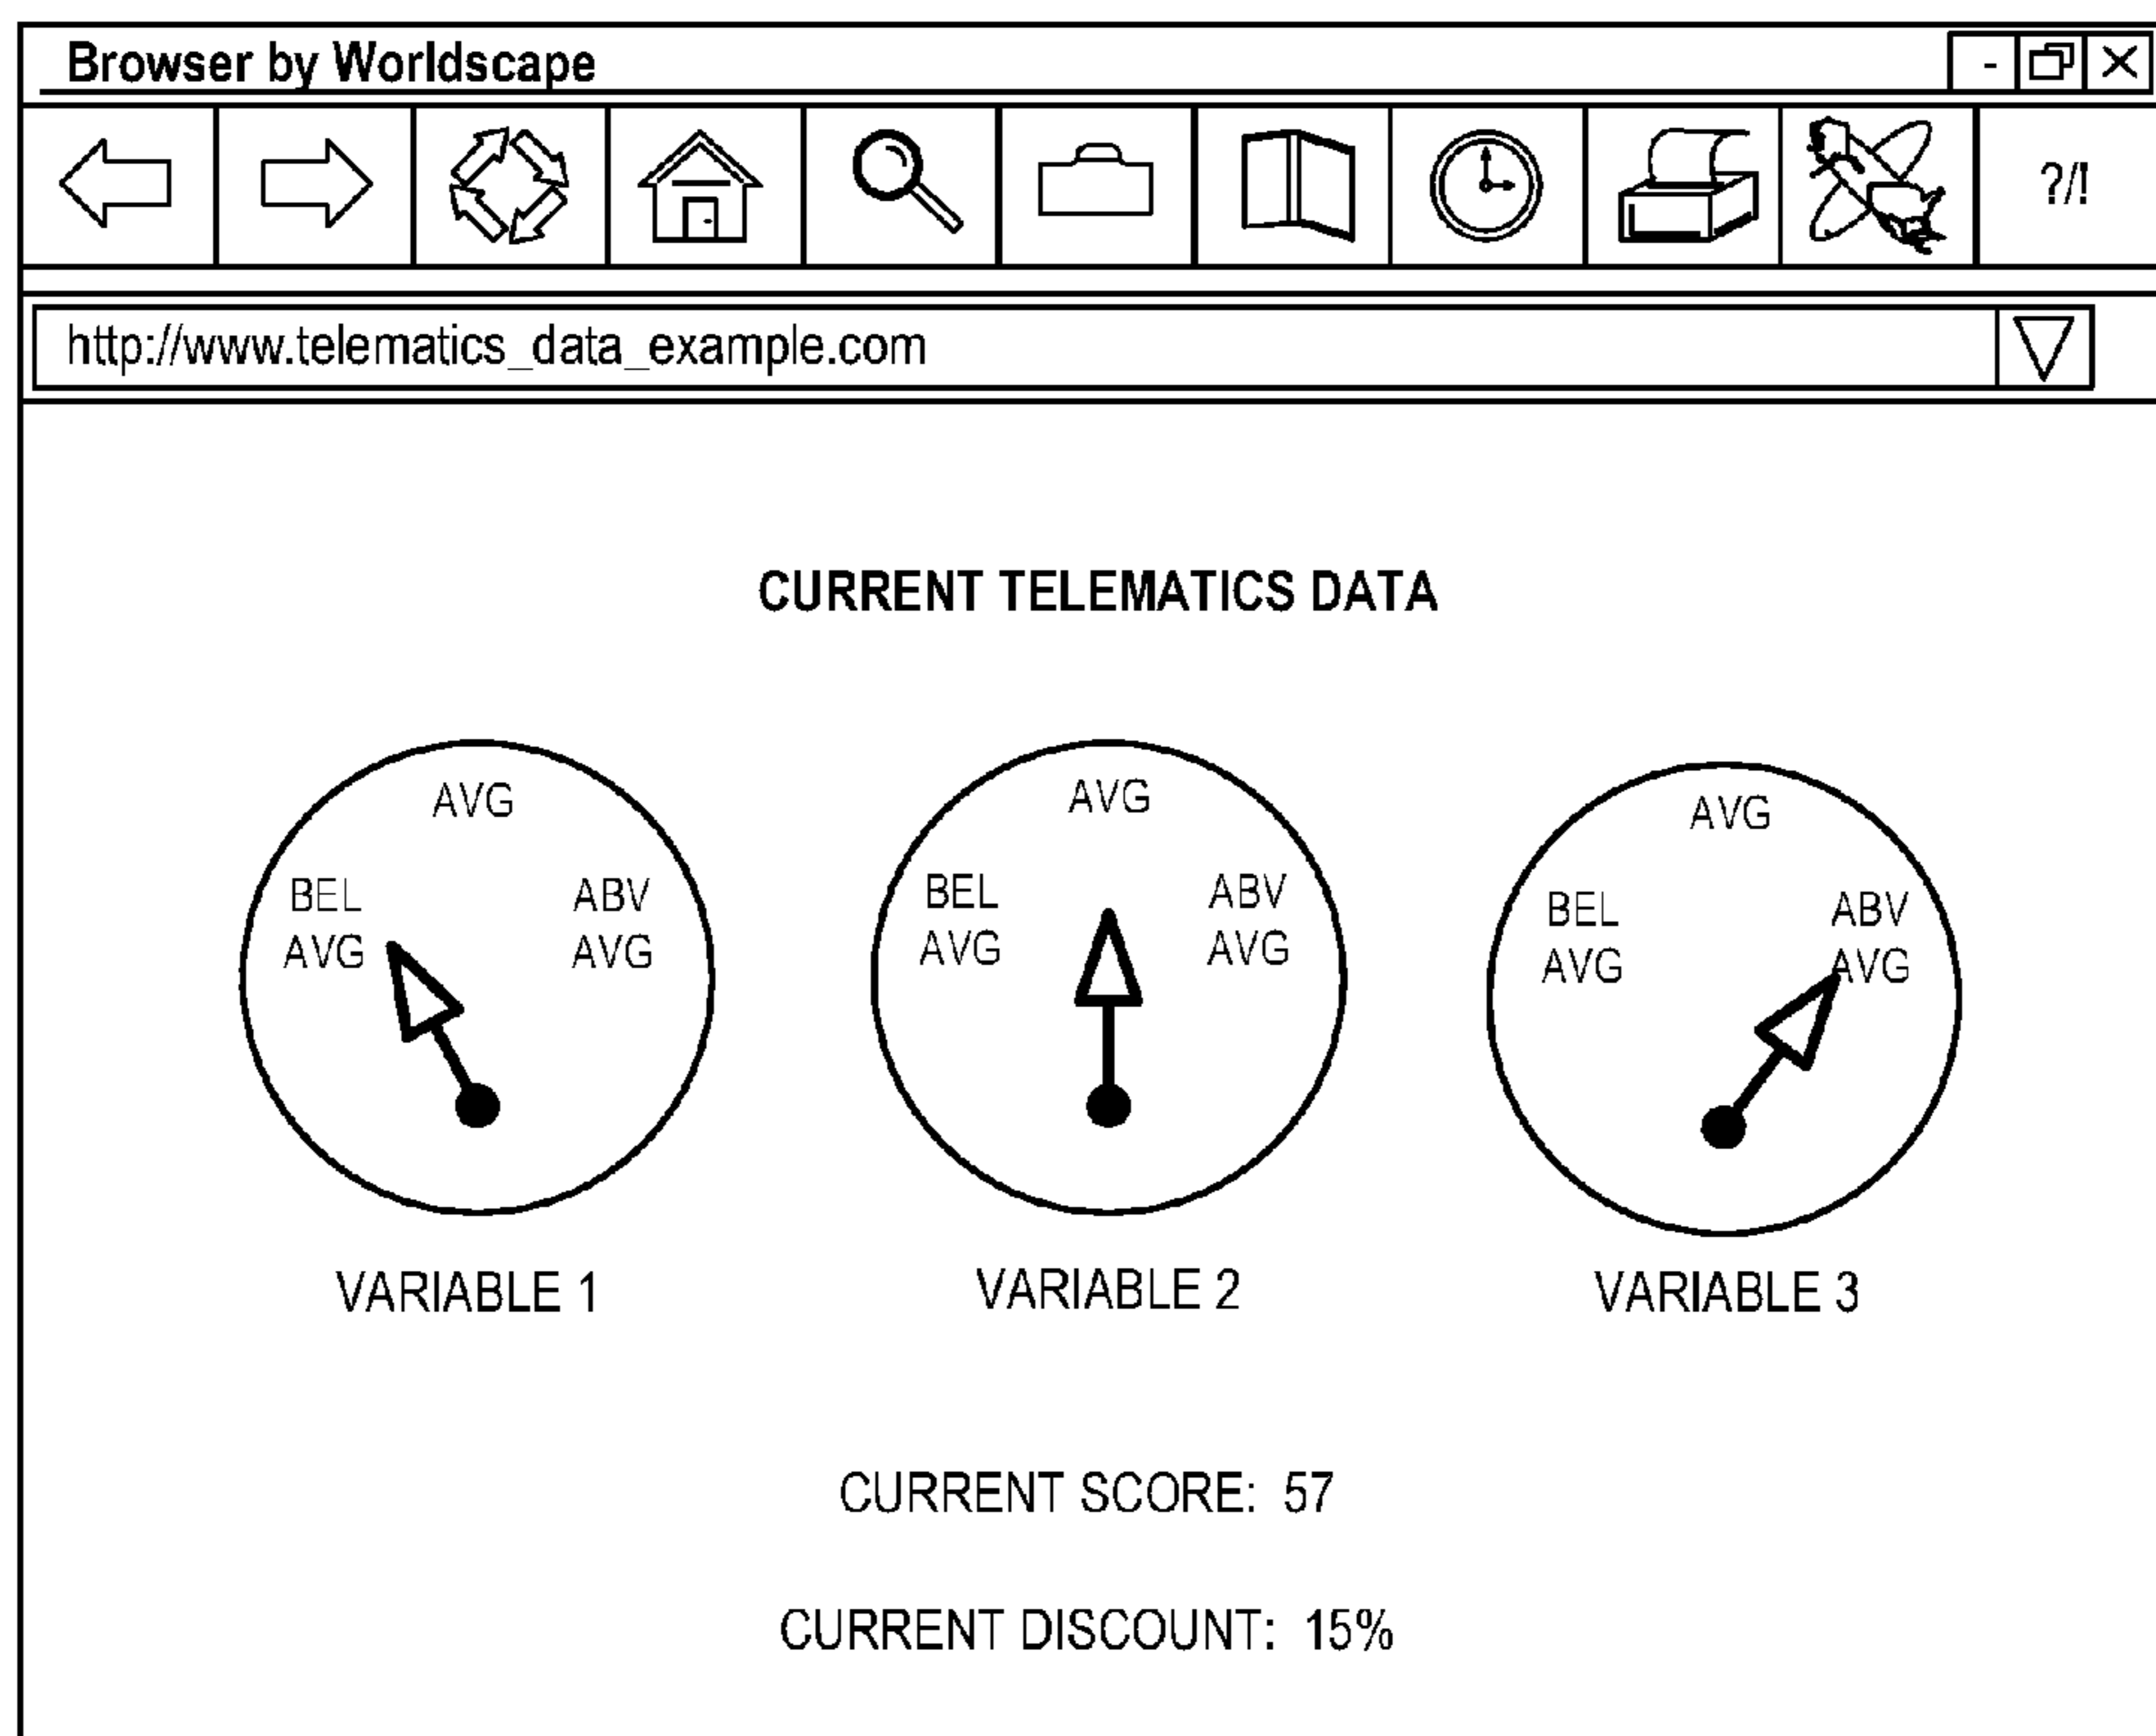 Browser by Worldscape
-
?/!
http://www.telematics_data_example.com
CURRENT TELEMATICS DATA
AVG
BEL
AVG
ABV
AVG
VARIABLE 1
AVG
BEL
AVG
ABV
AVG
VARIABLE 2
AVG
BEL
AVG
ABV
AVG
VARIABLE 3
CURRENT SCORE: 57
CURRENT DISCOUNT: 15%